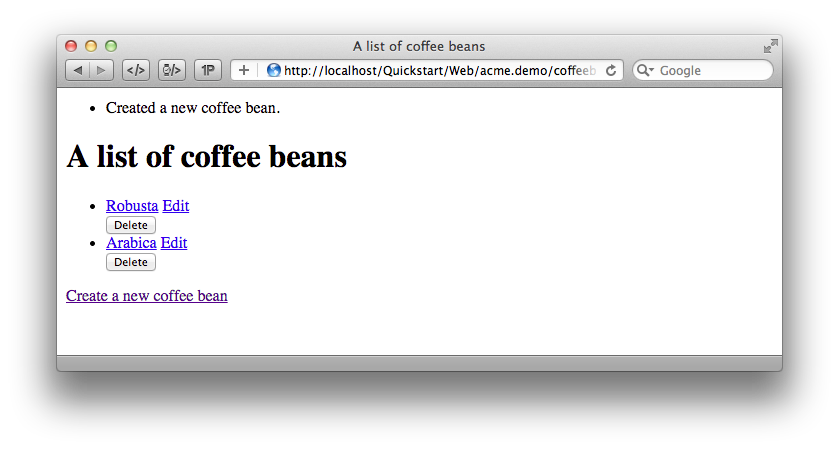 A list of coffee beans
</> /> 1P + http://localhost/Quickstart/Web/acme.demo/coffeeb Google
Created a new coffee bean.
A list of coffee beans
Robusta Edit
Delete
Arabica Edit
Delete
Create a new coffee bean